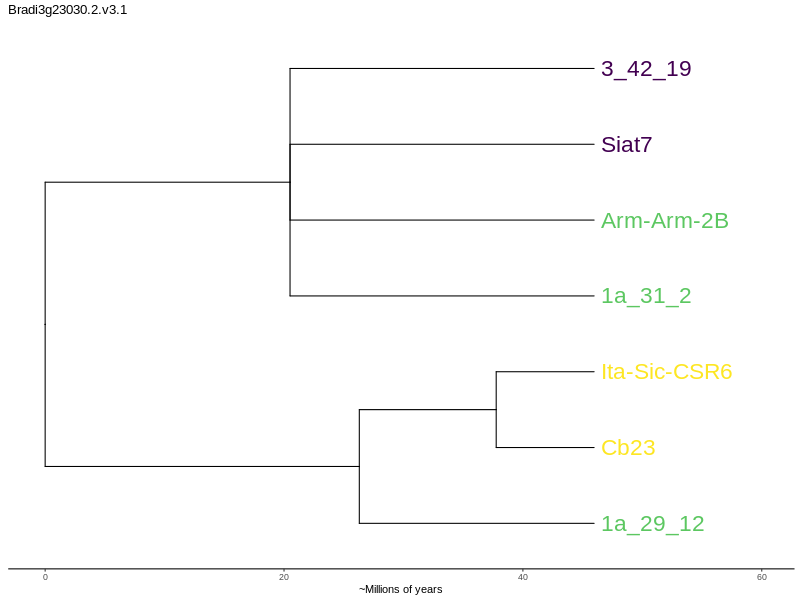 Bradi3g23030.2.v3.1
3_42_19
Siat7
Arm-Arm-2B
1a_31_2
Ita-Sic-CSR6
Cb23
1a_29_12
0 20 40 60
~Millions of years